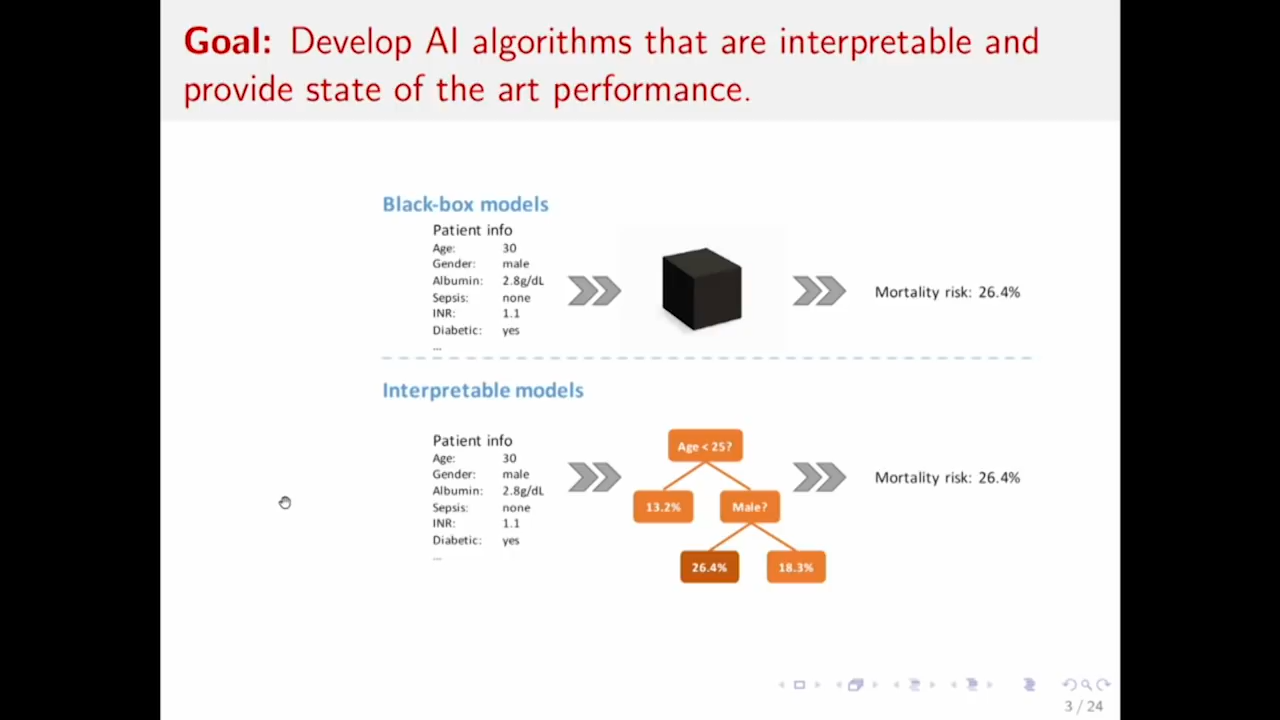 Goal: Develop AI algorithms that are interpretable and
provide state of the art performance.
Black-box models
Patient info
Age: 30
Gender: male
Albumin: 2.8g/dL
Sepsis: none
INR: 1.1
Diabetic: yes
...
Mortality risk: 26.4%
Interpretable models
Patient info
Age: 30
Gender: male
Albumin: 2.8g/dL
Sepsis: none
INR: 1.1
Diabetic: yes
...
Age < 25?
13.2%
Male?
26.4%
18.3%
Mortality risk: 26.4%
3 / 24